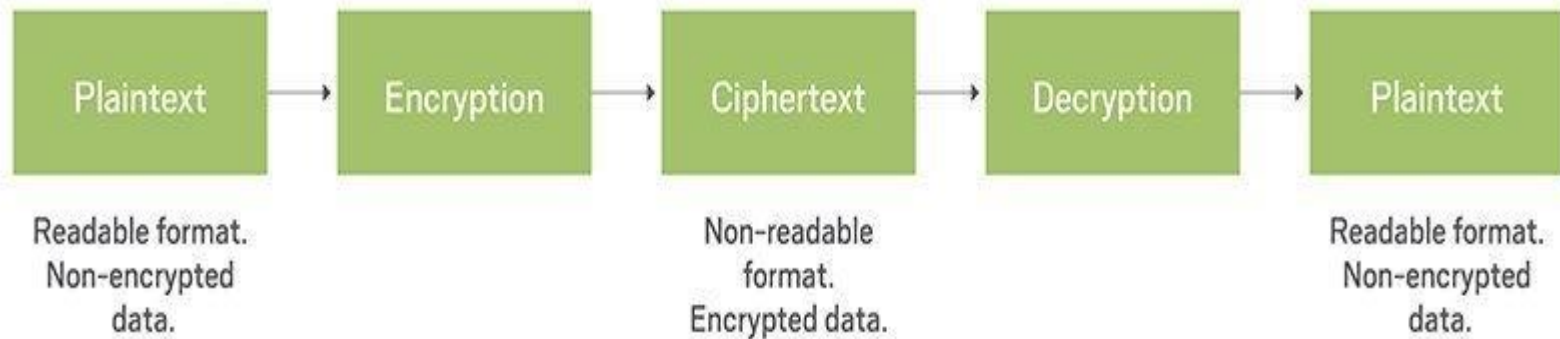 Plaintext
Encryption
Ciphertext
Decryption
Plaintext
Readable format.
Non-encrypted
data.
Non-readable
format.
Encrypted data.
Readable format.
Non-encrypted
data.